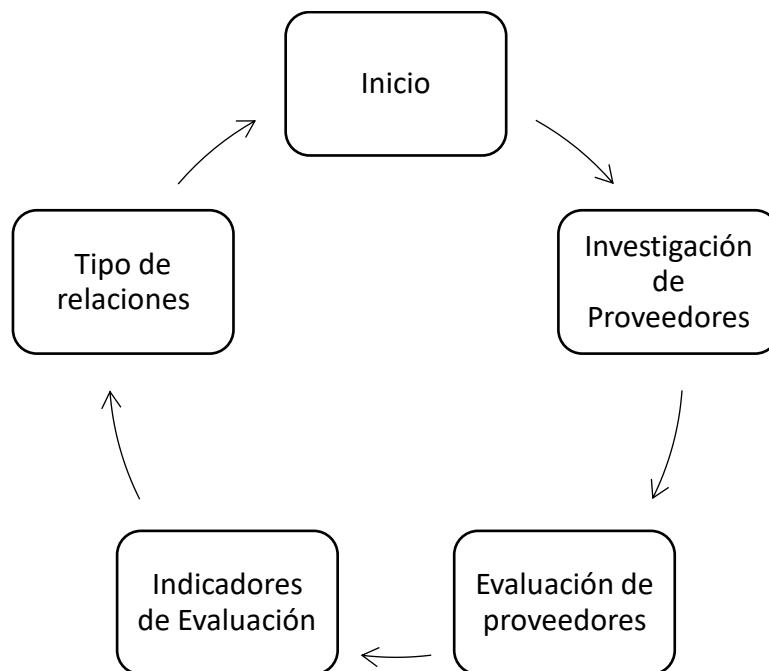 Inicio
Investigación
de
Proveedores
Evaluación de
proveedores
Indicadores
de Evaluación
Tipo de
relaciones